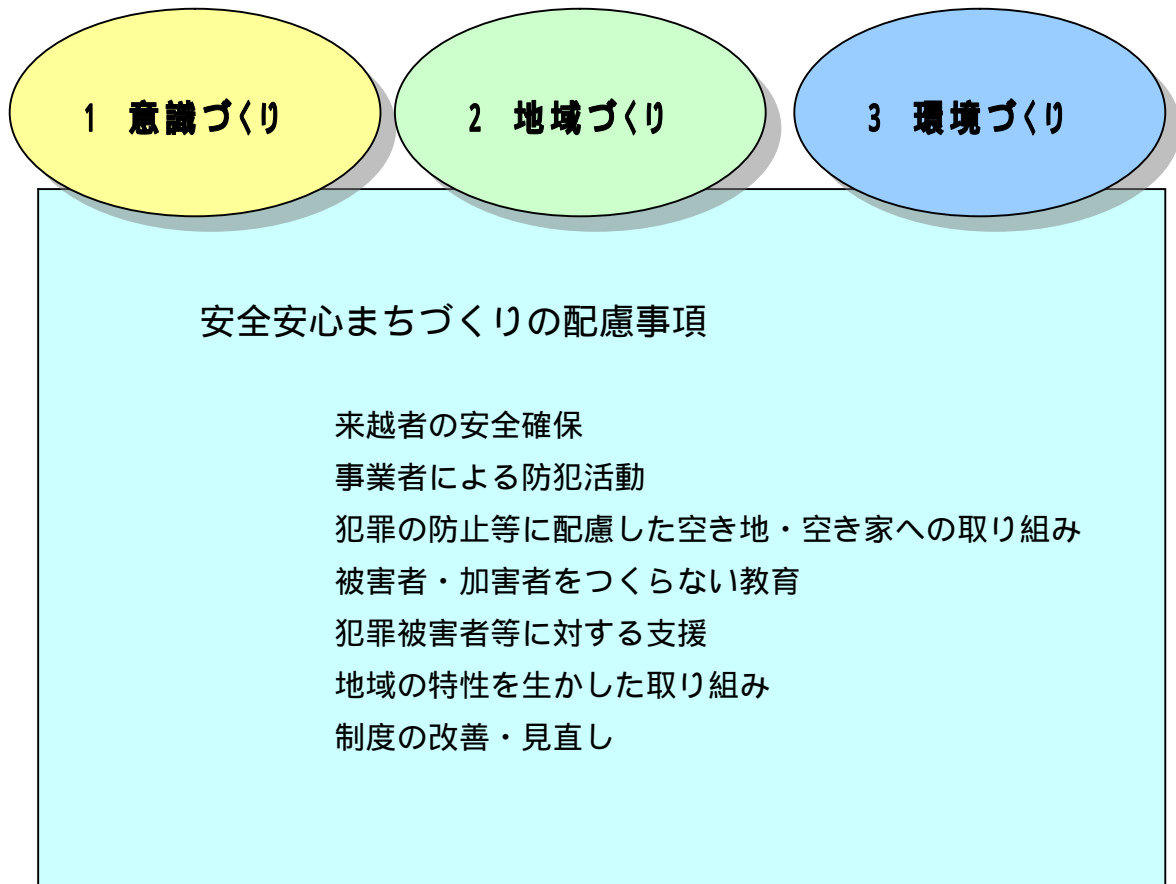 1 意識づくり
2 地域づくり
3 環境づくり
安全安心まちづくりの配慮事項
来越者の安全確保
事業者による防犯活動
犯罪の防止等に配慮した空き地・空き家への取り組み
被害者・加害者をつくらない教育
犯罪被害者等に対する支援
地域の特性を生かした取り組み
制度の改善・見直し